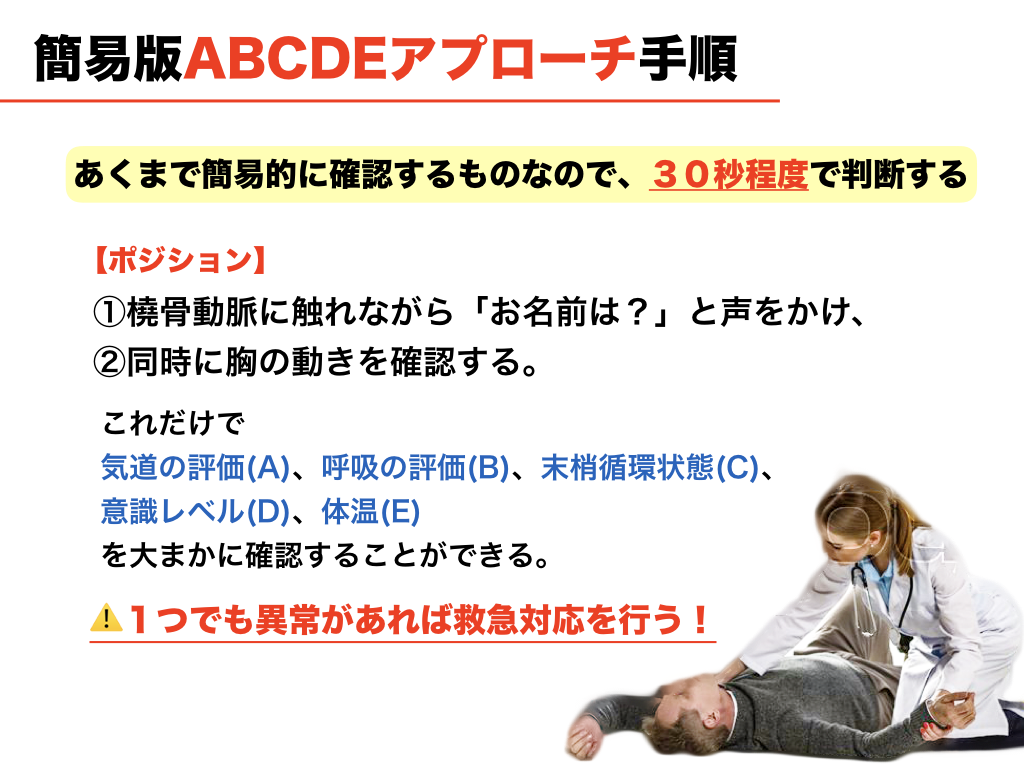 簡易版ABCDEアプローチ手順
あくまで簡易的に確認するものなので、３０秒程度で判断する
【ポジション】
①橈骨動脈に触れながら「お名前は？」と声をかけ、
②同時に胸の動きを確認する。
これだけで
気道の評価(A)、呼吸の評価(B)、末梢循環状態(C)、
意識レベル(D)、体温(E)
を大まかに確認することができる。
⚠️１つでも異常があれば救急対応を行う！